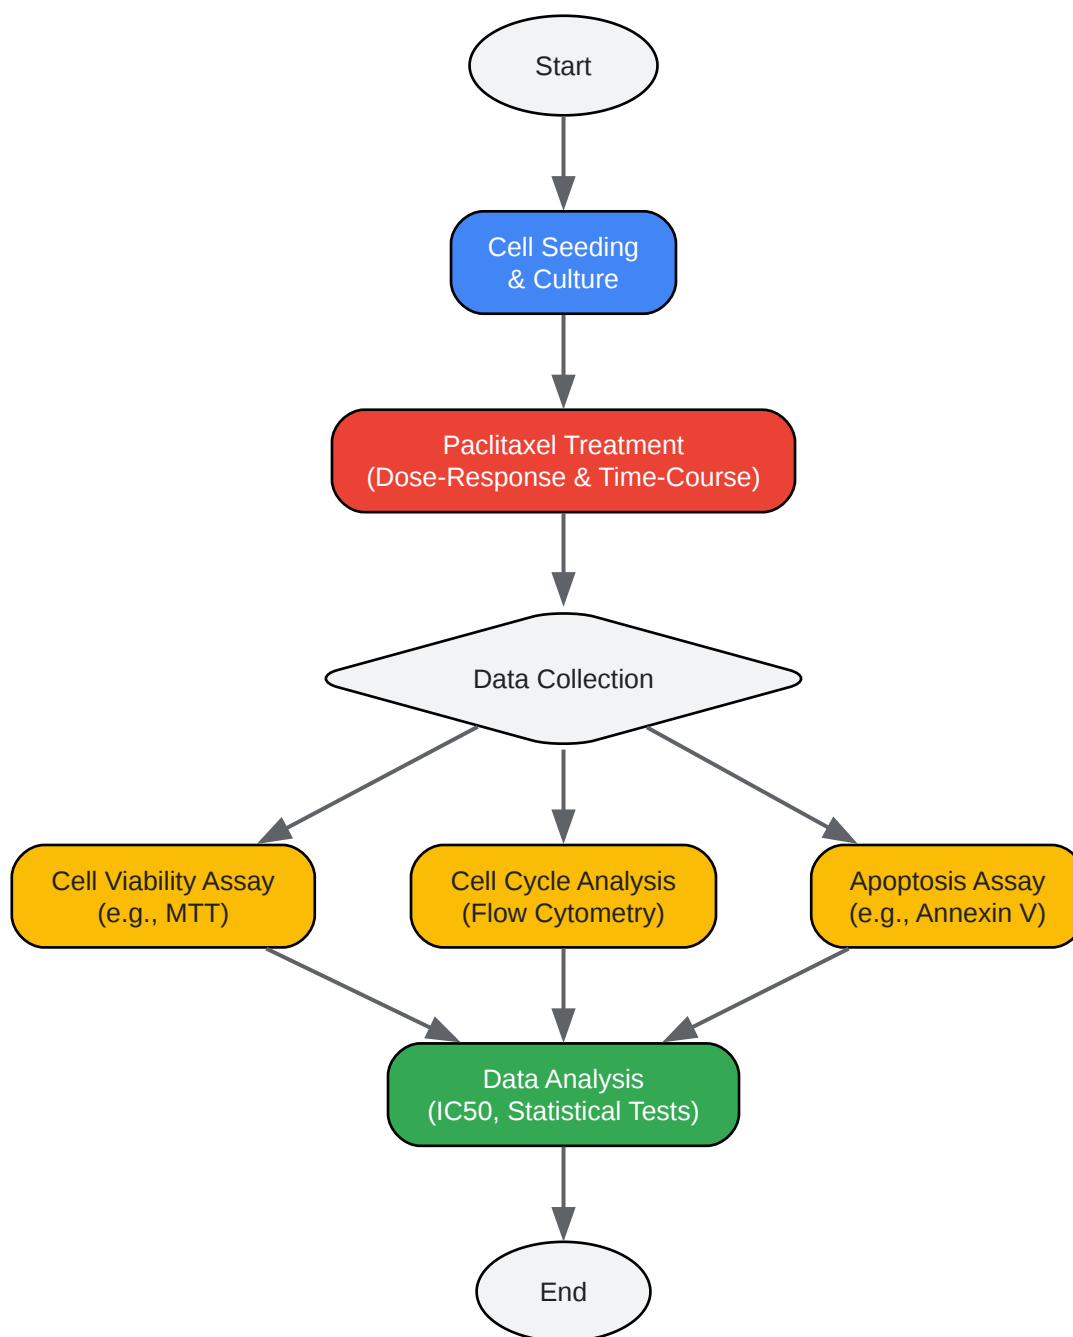 Start
Cell Seeding
& Culture
Paclitaxel Treatment
(Dose-Response & Time-Course)
Data Collection
Cell Viability Assay
(e.g., MTT)
Cell Cycle Analysis
(Flow Cytometry)
Apoptosis Assay
(e.g., Annexin V)
Data Analysis
(IC50, Statistical Tests)
End